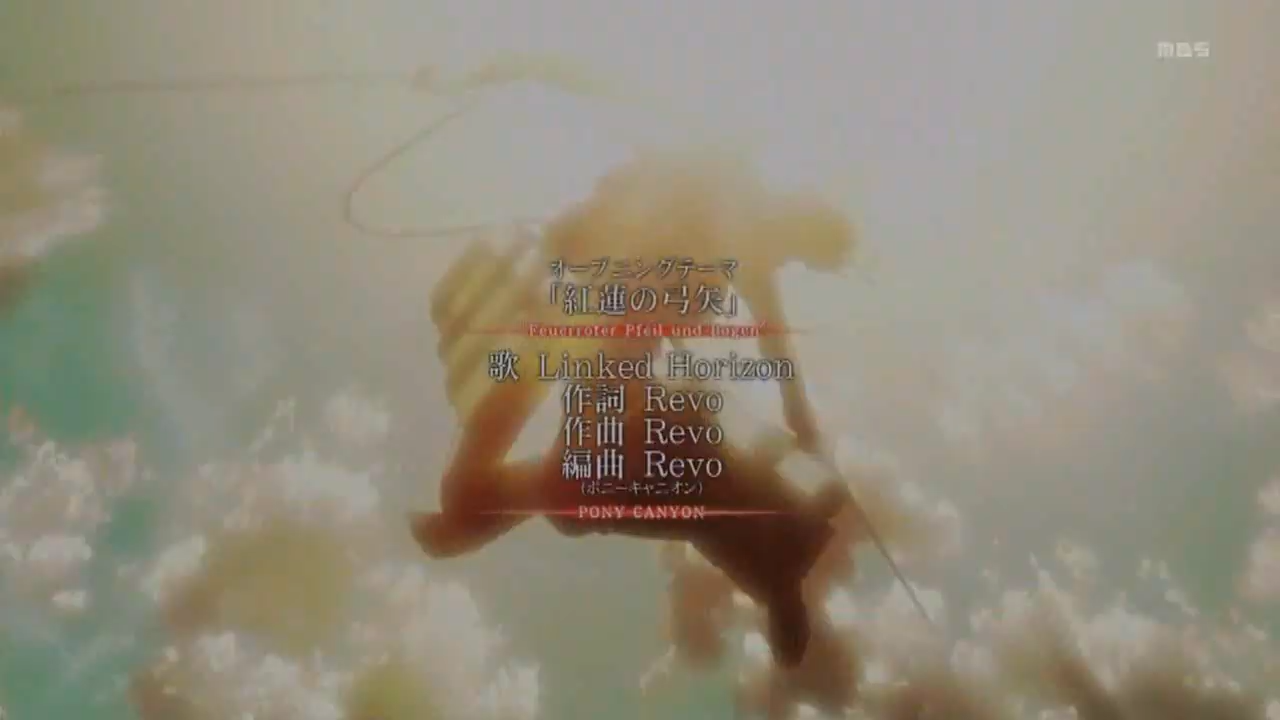 MBS
オープニングテーマ
「紅蓮の弓矢」
Feuerroter Pfeil und Bogen
歌 Linked Horizon
作詞 Revo
作曲 Revo
編曲 Revo
(ポニーキャニオン)
PONY CANYON